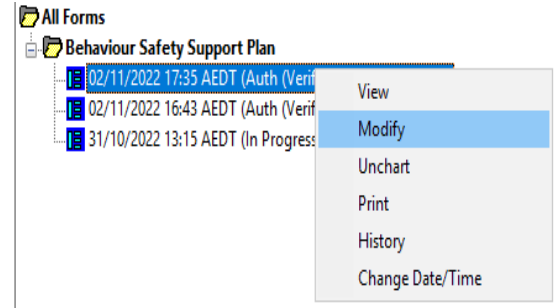 All Forms
Behaviour Safety Support Plan
02/11/2022 17:35 AEDT (Auth (Verif
02/11/2022 16:43 AEDT (Auth (Verif
31/10/2022 13:15 AEDT (In Progress
View
Modify
Unchart
Print
History
Change Date/Time